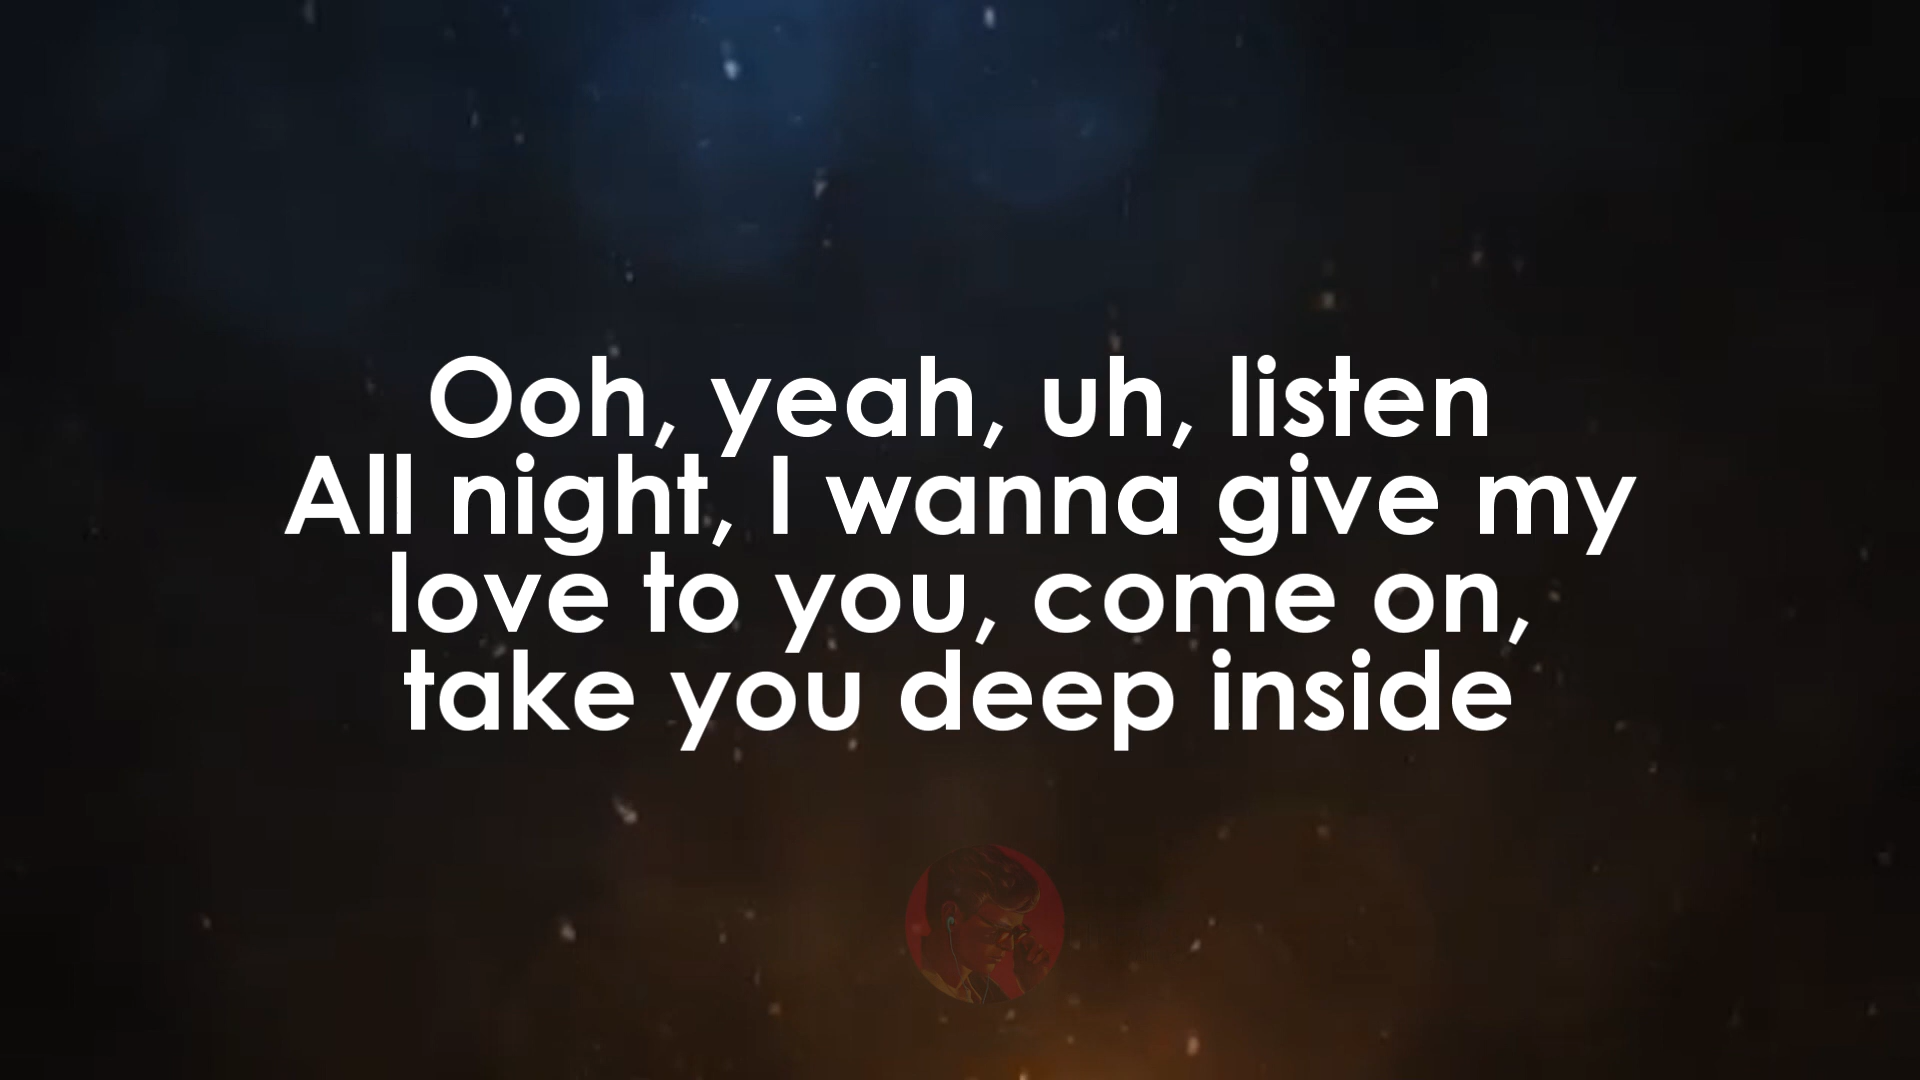 Ooh, yeah, uh, listen
All night, I wanna give my
love to you, come on,
take you deep inside